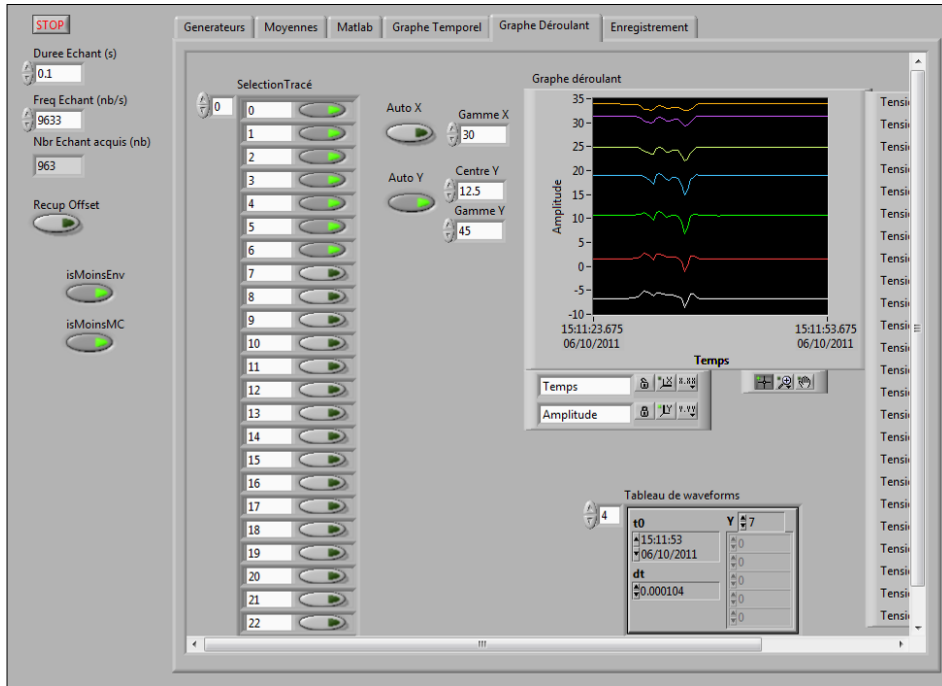 STOP
Duree Echant (s)
0.1
Freq Echant (nb/s)
9633
Nbr Echant acquis (nb)
963
Recup Offset
isMoinsEnv
isMoinsMC
Generateurs Moyennes Matlab Graphe Temporel Graphe Déroulant Enregistrement
SelectionTracé
0
0
1
2
3
4
5
6
7
8
9
10
11
12
13
14
15
16
17
18
19
20
21
22
Auto X
Gamme X
30
Auto Y
Centre Y
12.5
Gamme Y
45
Graphe déroulant
Amplitude
35
30
25
20
15
10
5
0
-5
-10
15:11:23.675 15:11:53.675
06/10/2011 06/10/2011
Temps
Temps
Amplitude
Tableau de waveforms
4
t0
15:11:53
06/10/2011
dt
0.000104
Y 7
0
0
0
0
0